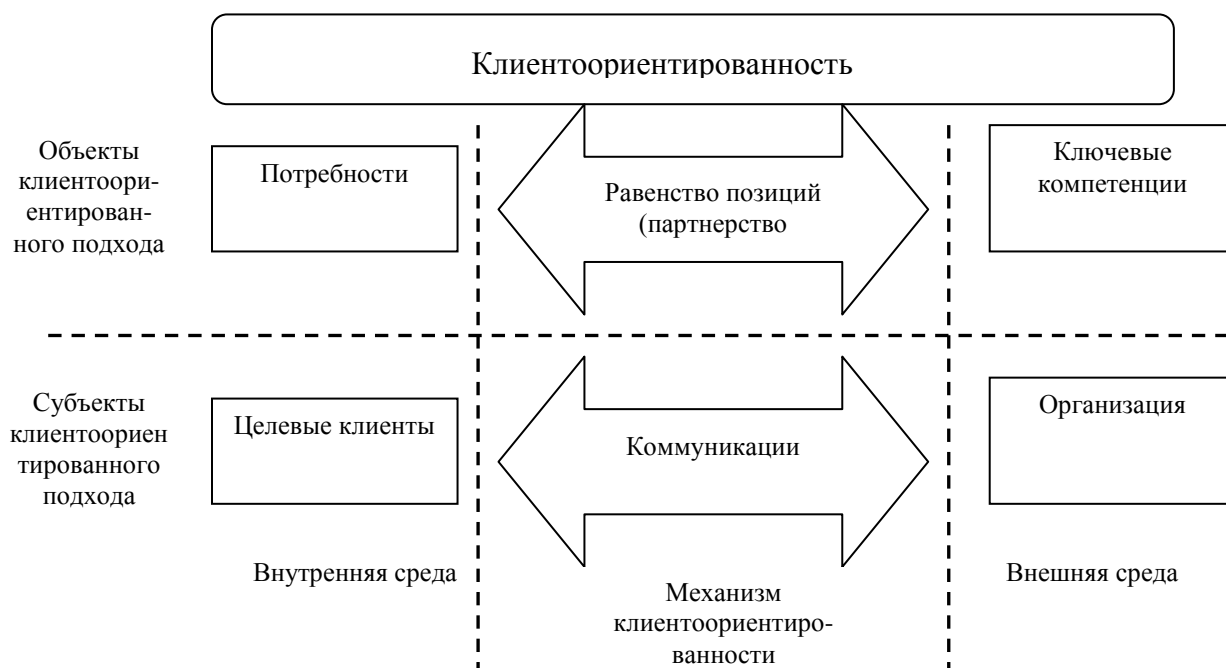 Клиентоориентированность
Объекты
клиентоори-
ентирован-
ного подхода
Потребности
Равенство позиций
(партнерство
Ключевые
компетенции
Субъекты
клиентоориен
тированного
подхода
Целевые клиенты
Коммуникации
Организация
Внутренняя среда
Механизм
клиентоориентиро-
ванности
Внешняя среда